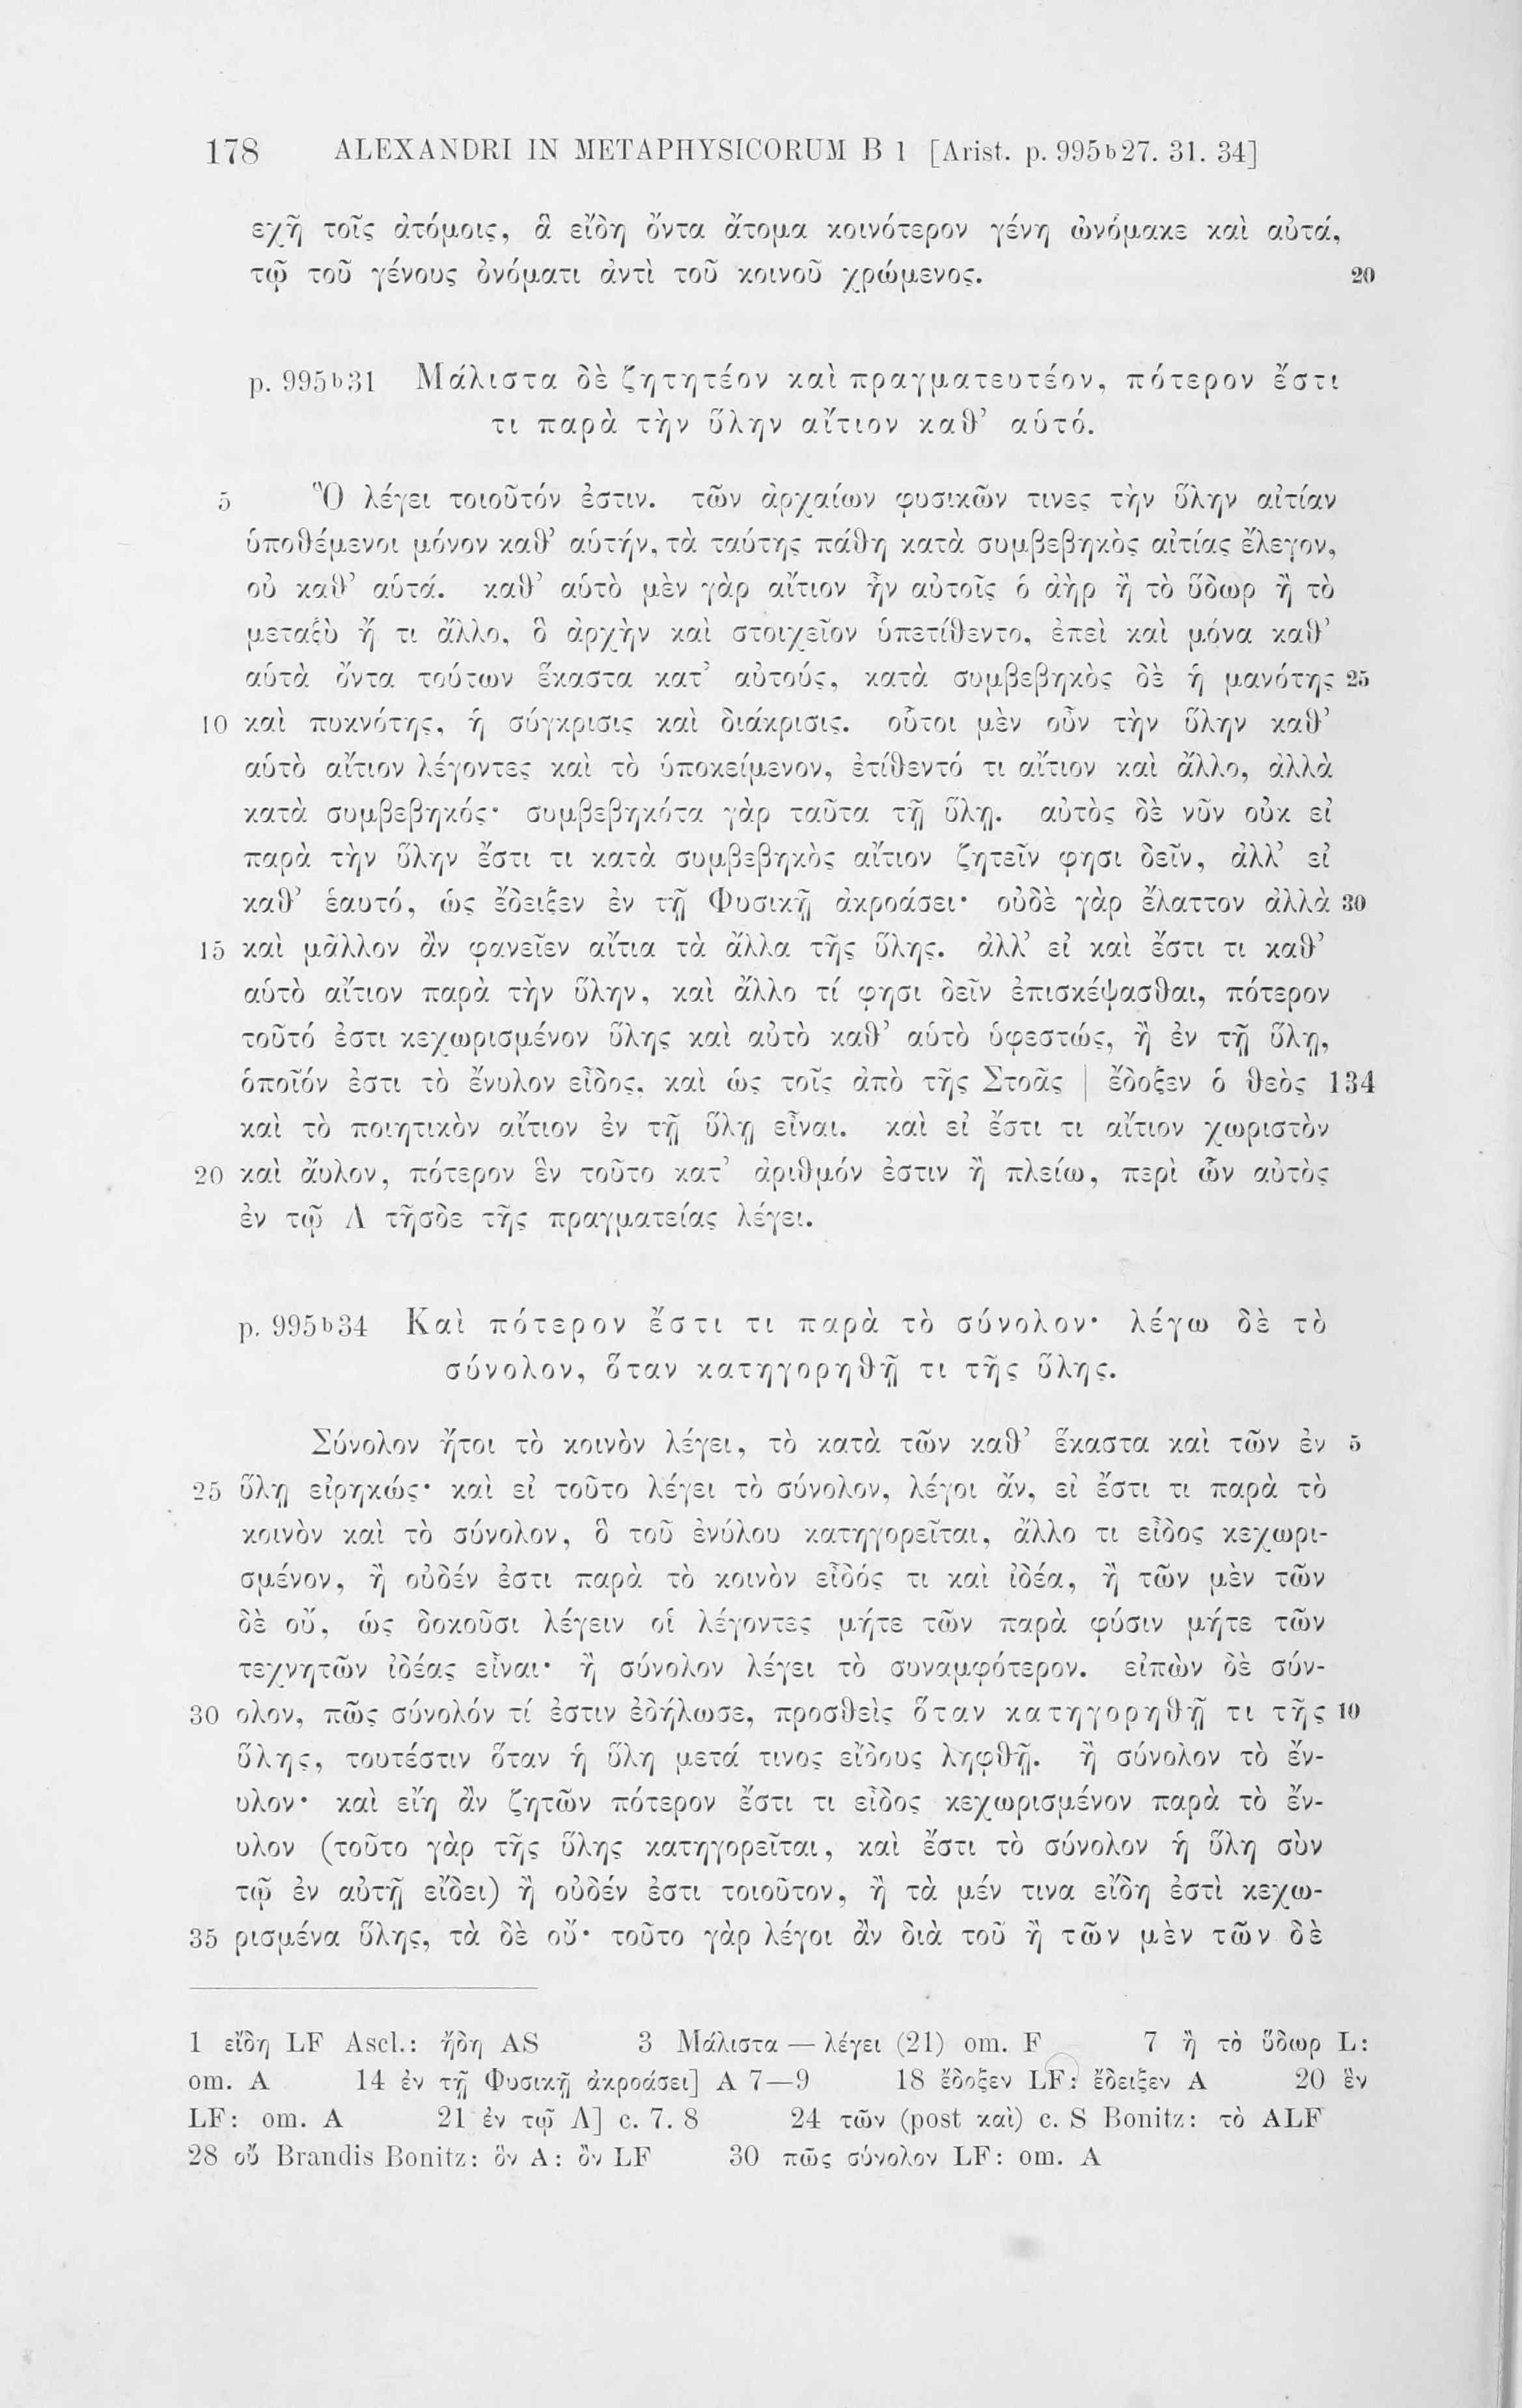 178 ALEXANDRI IN METAPHYSICORUM B 1 [Arist. p. 995b27. 31. 34]
εχῆ τοῖς ἀτόμοις, ἃ εἴδη ὄντα ἄτομα κοινότερον γένη ὠνόμακε καὶ αὐτά,
τῷ τοῦ γένους ὀνόματι ἀντὶ τοῦ κοινοῦ χρώμενος. 20
p. 995b31 Μάλιστα δὲ ζητητέον καὶ πραγματευτέον, πότερον ἔστι
τι παρὰ τὴν ὕλην αἴτιον καθ’ αὑτό.
5 Ὃ λέγει τοιοῦτόν ἐστιν. τῶν ἀρχαίων φυσικῶν τινες τὴν ὕλην αἰτίαν
ὑποθέμενοι μόνον καθ’ αὑτήν, τὰ ταύτης πάθη κατὰ συμβεβηκὸς αἰτίας ἔλεγον,
οὐ καθ’ αὑτά. καθ’ αὑτὸ μὲν γὰρ αἴτιον ἦν αὐτοῖς ὁ ἀὴρ ἢ τὸ ὕδωρ ἢ τὸ
μεταξὺ ἤ τι ἄλλο, ὃ ἀρχὴν καὶ στοιχεῖον ὑπετίθεντο, ἐπεὶ καὶ μόνα καθ’
αὑτὰ ὄντα τούτων ἕκαστα κατ’ αὐτούς, κατὰ συμβεβηκὸς δὲ ἡ μανότης 25
10 καὶ πυκνότης, ἡ σύγκρισις καὶ διάκρισις. οὗτοι μὲν οὖν τὴν ὕλην καθ’
αὑτὸ αἴτιον λέγοντες καὶ τὸ ὑποκείμενον, ἐτίθεντό τι αἴτιον καὶ ἄλλο, ἀλλὰ
κατὰ συμβεβηκός· συμβεβηκότα γὰρ ταῦτα τῇ ὕλῃ. αὐτὸς δὲ νῦν οὐκ εἰ
παρὰ τὴν ὕλην ἔστι τι κατὰ συμβεβηκὸς αἴτιον ζητεῖν φησι δεῖν, ἀλλ’ εἰ
καθ’ ἑαυτό, ὡς ἔδειξεν ἐν τῇ Φυσικῇ ἀκροάσει· οὐδὲ γὰρ ἔλαττον ἀλλὰ 30
15 καὶ μᾶλλον ἂν φανεῖεν αἴτια τὰ ἄλλα τῆς ὕλης. ἀλλ’ εἰ καὶ ἔστι τι καθ’
αὑτὸ αἴτιον παρὰ τὴν ὕλην, καὶ ἄλλο τί φησι δεῖν ἐπισκέψασθαι, πότερον
τοῦτό ἐστι κεχωρισμένον ὕλης καὶ αὐτὸ καθ’ αὑτὸ ὑφεστώς, ἢ ἐν τῇ ὕλῃ,
ὁποῖόν ἐστι τὸ ἔνυλον εἶδος, καὶ ὡς τοῖς ἀπὸ τῆς Στοᾶς | ἔδοξεν ὁ θεὸς 134
καὶ τὸ ποιητικὸν αἴτιον ἐν τῇ ὕλῃ εἶναι. καὶ εἰ ἔστι τι αἴτιον χωριστὸν
20 καὶ ἄυλον, πότερον ἓν τοῦτο κατ’ ἀριθμόν ἐστιν ἢ πλείω, περὶ ὧν αὐτὸς
ἐν τῷ Λ τῆσδε τῆς πραγματείας λέγει.
p. 995b34 Καὶ πότερον ἔστι τι παρὰ τὸ σύνολον· λέγω δὲ τὸ
σύνολον, ὅταν κατηγορηθῇ τι τῆς ὕλης.
Σύνολον ἤτοι τὸ κοινὸν λέγει, τὸ κατὰ τῶν καθ’ ἕκαστα καὶ τῶν ἐν 5
25 ὕλῃ εἰρηκώς· καὶ εἰ τοῦτο λέγει τὸ σύνολον, λέγοι ἄν, εἰ ἔστι τι παρὰ τὸ
κοινὸν καὶ τὸ σύνολον, ὃ τοῦ ἐνύλου κατηγορεῖται, ἄλλο τι εἶδος κεχωρι-
σμένον, ἢ οὐδέν ἐστι παρὰ τὸ κοινὸν εἶδός τι καὶ ἰδέα, ἢ τῶν μὲν τῶν
δὲ οὔ, ὡς δοκοῦσι λέγειν οἱ λέγοντες μήτε τῶν παρὰ φύσιν μήτε τῶν
τεχνητῶν ἰδέας εἶναι· ἢ σύνολον λέγει τὸ συναμφότερον. εἰπὼν δὲ σύν-
30 ολον, πῶς σύνολόν τί ἐστιν ἐδήλωσε, προσθεὶς ὅταν κατηγορηθῇ τι τῆς 10
ὕλης, τουτέστιν ὅταν ἡ ὕλη μετά τινος εἴδους ληφθῇ. ἢ σύνολον τὸ ἔν-
υλον· καὶ εἴη ἂν ζητῶν πότερον ἔστι τι εἶδος κεχωρισμένον παρὰ τὸ ἔν-
υλον (τοῦτο γὰρ τῆς ὕλης κατηγορεῖται, καὶ ἔστι τὸ σύνολον ἡ ὕλη σὺν
τῷ ἐν αὐτῇ εἴδει) ἢ οὐδέν ἐστι τοιοῦτον, ἢ τὰ μέν τινα εἴδη ἐστὶ κεχω-
35 ρισμένα ὕλης, τὰ δὲ οὔ· τοῦτο γὰρ λέγοι ἂν διὰ τοῦ ἢ τῶν μὲν τῶν δὲ
1 εἴδη LF Ascl.: ἤδη AS 3 Μάλιστα — λέγει (21) om. F 7 ἢ τὸ ὕδωρ L:
om. A 14 ἐν τῇ Φυσικῇ ἀκροάσει] A 7—9 18 ἔδοξεν LF: ἔδειξεν A 20 ἓν
LF: om. A 21 ἐν τῷ Λ] c. 7. 8 24 τῶν (post καὶ) c. S Bonitz: τὸ ALF
28 οὔ Brandis Bonitz: ὃν A: ὂν LF 30 πῶς σύνολον LF: om. A